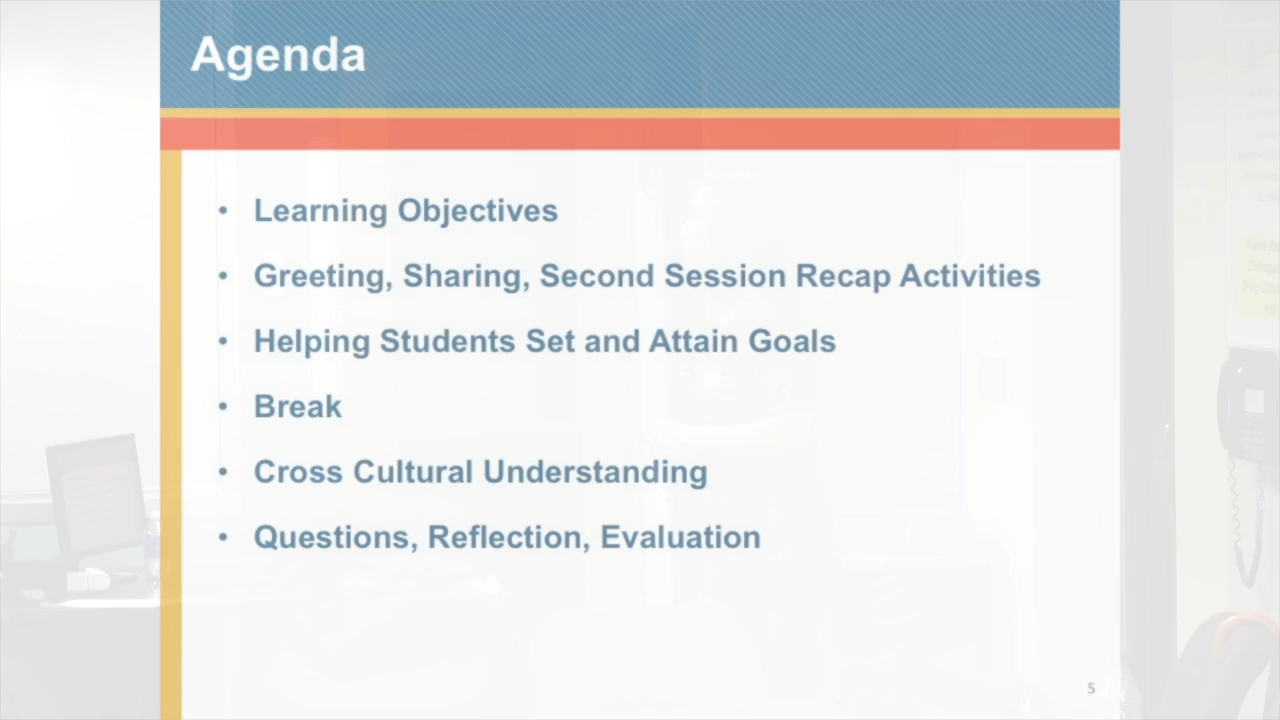 Agenda
• Learning Objectives
• Greeting, Sharing, Second Session Recap Activities
• Helping Students Set and Attain Goals
• Break
• Cross Cultural Understanding
• Questions, Reflection, Evaluation
5